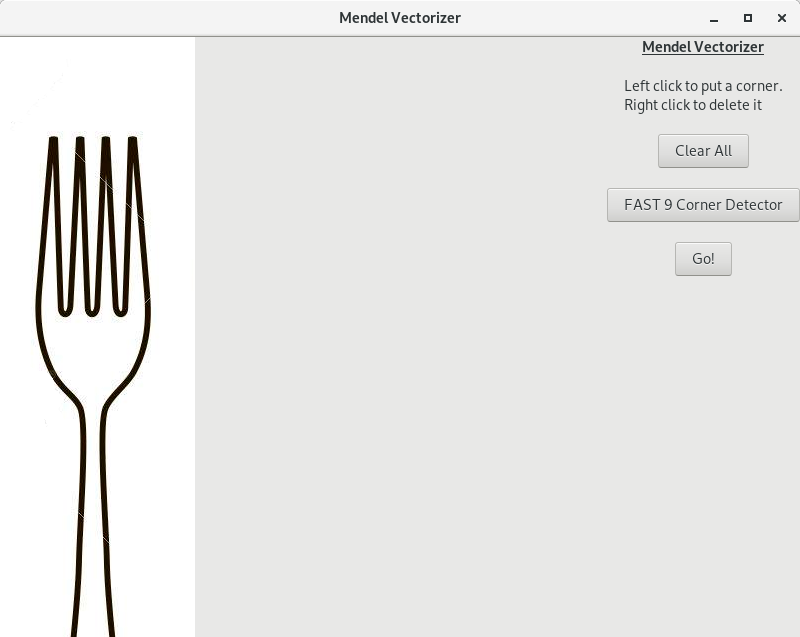 Mendel Vectorizer
Mendel Vectorizer
Left click to put a corner.
Right click to delete it
Clear All
FAST 9 Corner Detector
Go!